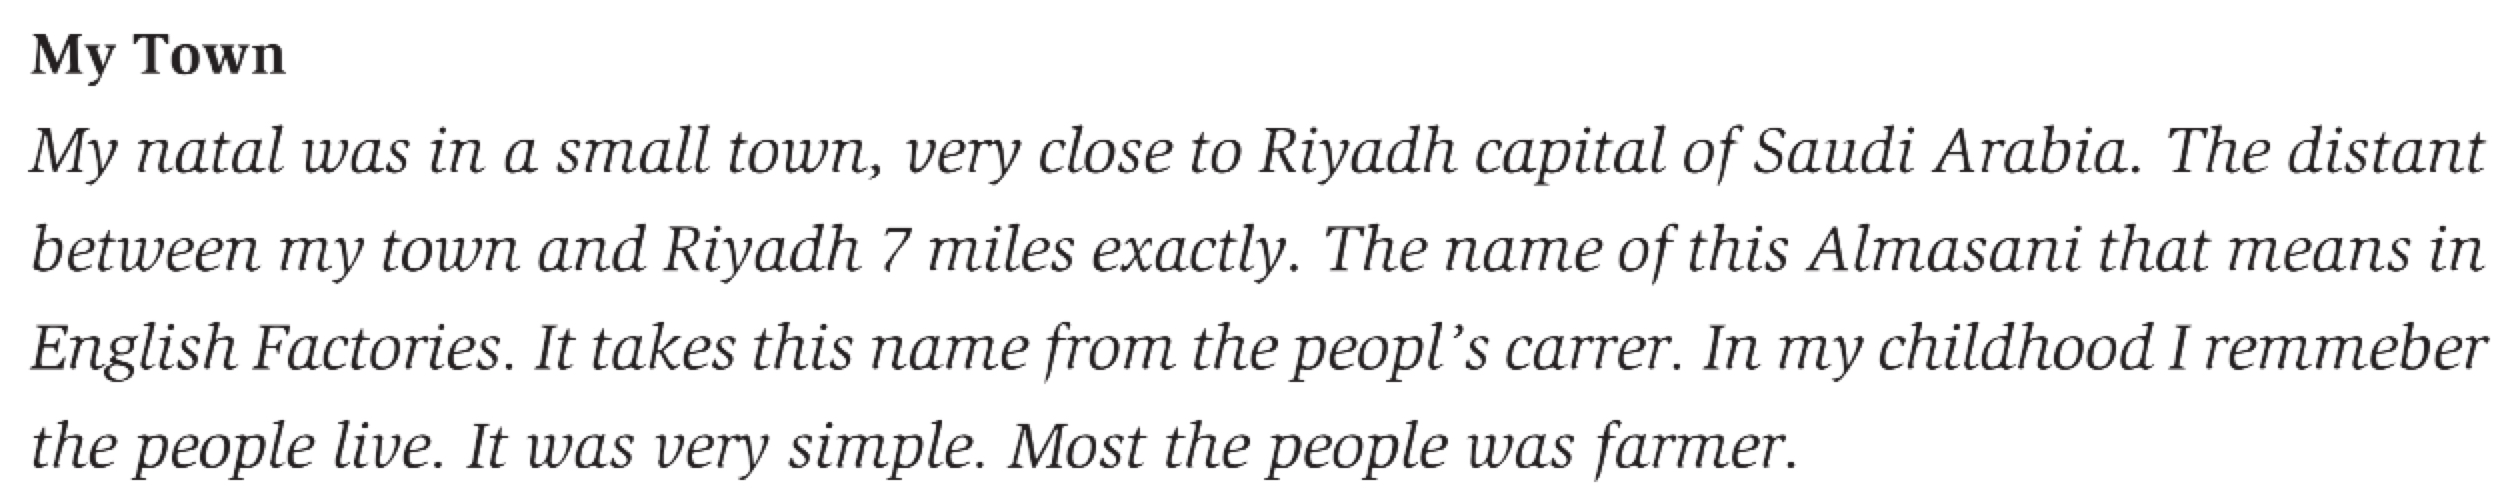 My Town
My natal was in a small town, very close to Riyadh capital of Saudi Arabia. The distant
between my town and Riyadh 7 miles exactly. The name of this Almasani that means in
English Factories. It takes this name from the peopl’s carrer. In my childhood I remmeber
the people live. It was very simple. Most the people was farmer.